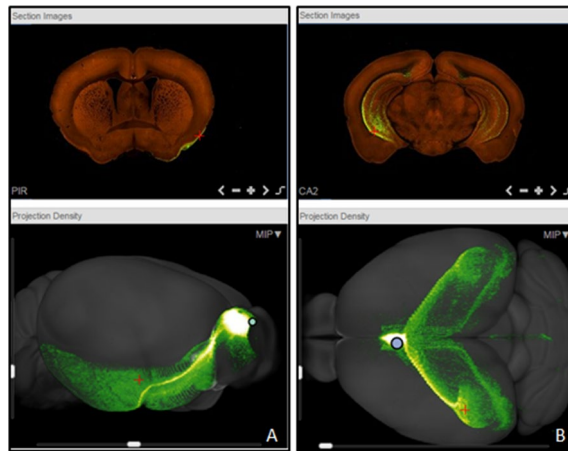 Section Images
PIR
Projection Density
MIP▼
A
Section Images
CA2
Projection Density
MIP▼
B